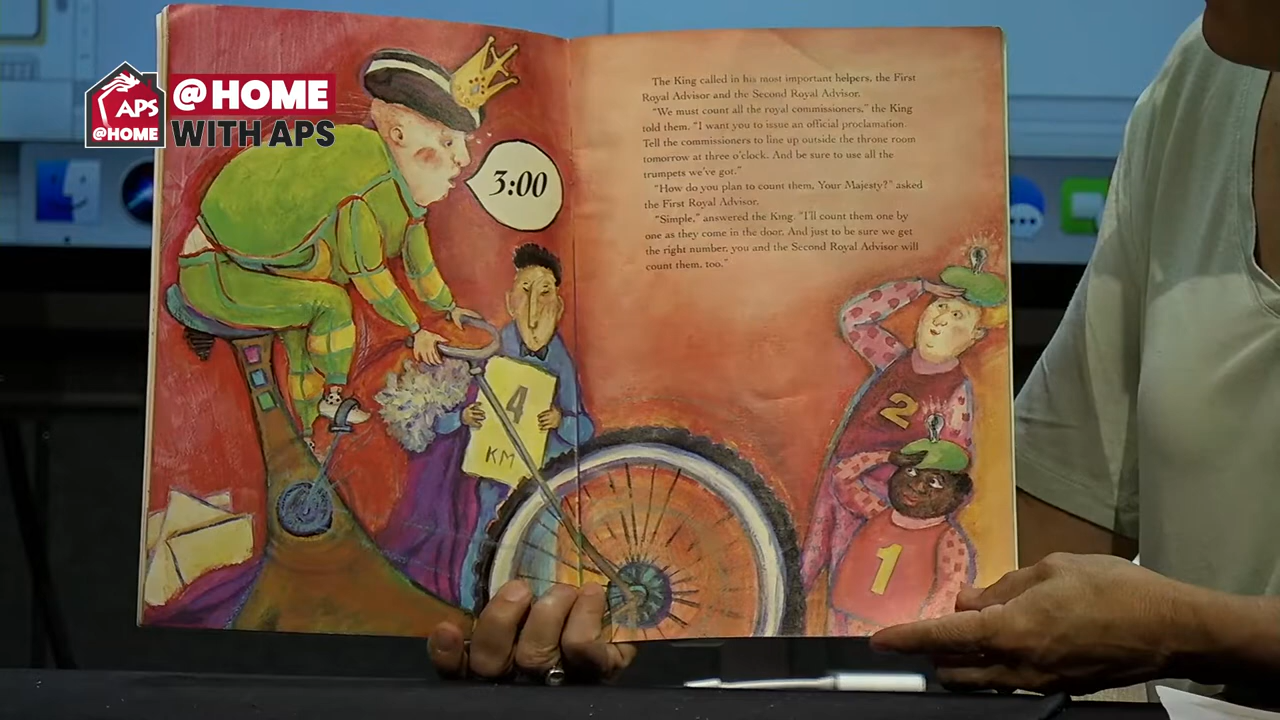 APS
@HOME
@HOME
WITH APS
3:00
4
KM
The King called in his most important helpers, the First
Royal Advisor and the Second Royal Advisor.
"We must count all the royal commissioners," the King
told them. "I want you to issue an official proclamation.
Tell the commissioners to line up outside the throne room
tomorrow at three o'clock. And be sure to use all the
trumpets we've got."
"How do you plan to count them, Your Majesty?" asked
the First Royal Advisor.
"Simple," answered the King. "I'll count them one by
one as they come in the door. And just to be sure we get
the right number, you and the Second Royal Advisor will
count them, too."
2
1